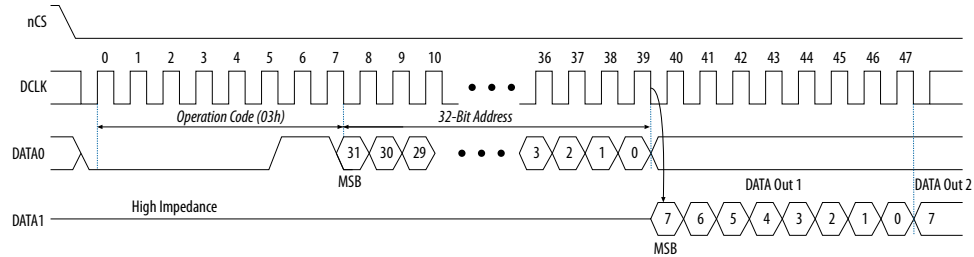 nCS
0 1 2 3 4 5 6 7 8 9 10 36 37 38 39 40 41 42 43 44 45 46 47
DCLK
Operation Code (03h) 32-Bit Address
DATA0 31 30 29 3 2 1 0
MSB DATA Out 1 DATA Out 2
High Impedance
DATA1 7 6 5 4 3 2 1 0 7
MSB